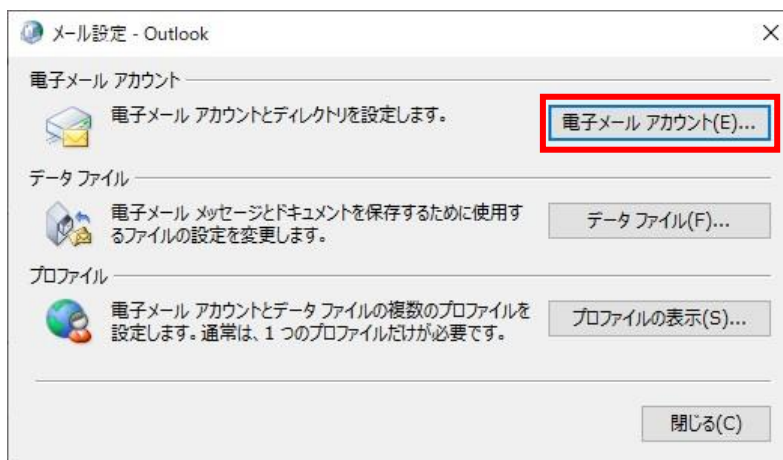 メール設定 - Outlook
電子メール アカウント
電子メール アカウントとディレクトリを設定します。
電子メール アカウント(E)...
データ ファイル
電子メール メッセージとドキュメントを保存するために使用す
るファイルの設定を変更します。
データ ファイル(F)...
プロファイル
電子メール アカウントとデータ ファイルの複数のプロファイルを
設定します。通常は、1 つのプロファイルだけが必要です。
プロファイルの表示(S)...
閉じる(C)